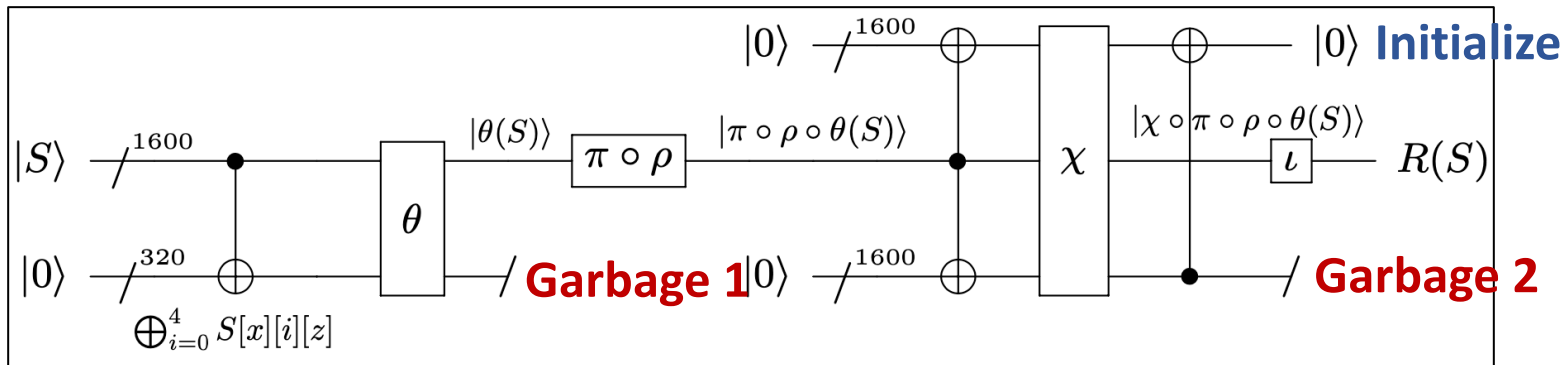 |0⟩ 1600 |0⟩ Initialize
|S⟩ 1600 |θ(S)⟩ π ∘ ρ |π ∘ ρ ∘ θ(S)⟩ χ |χ ∘ π ∘ ρ ∘ θ(S)⟩ ι R(S)
θ
|0⟩ 320 Garbage 1 |0⟩ 1600 Garbage 2
⊕⁴ᵢ₌₀ S[x][i][z]